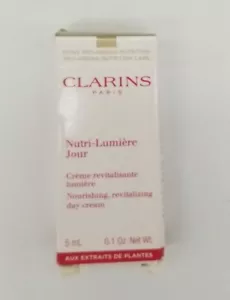 CLARINS
PARIS
Nutri-Lumière
Jour
Crème revitalisante
lumière
Nourishing, revitalizing
day cream
5 mL 0.1 Oz. Net Wt.
AUX EXTRAITS DE PLANTES